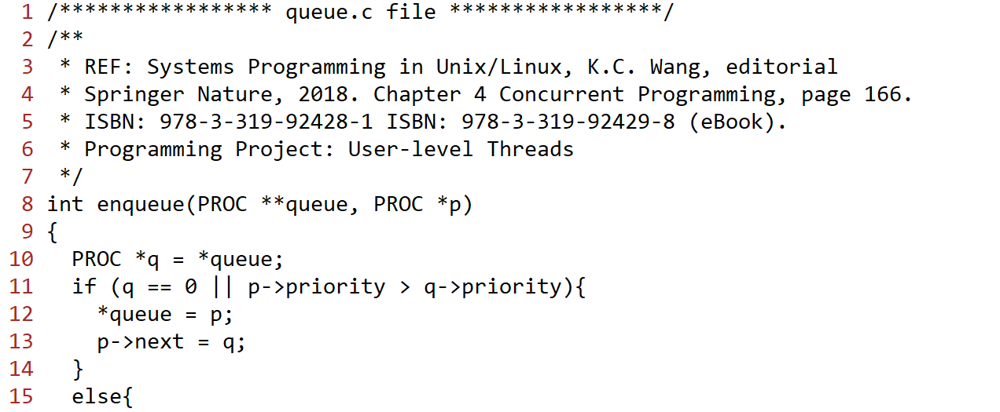 1 /***************** queue.c file *****************/
2 /**
3  * REF: Systems Programming in Unix/Linux, K.C. Wang, editorial
4  * Springer Nature, 2018. Chapter 4 Concurrent Programming, page 166.
5  * ISBN: 978-3-319-92428-1 ISBN: 978-3-319-92429-8 (eBook).
6  * Programming Project: User-level Threads
7  */
8 int enqueue(PROC **queue, PROC *p)
9 {
10   PROC *q = *queue;
11   if (q == 0 || p->priority > q->priority){
12     *queue = p;
13     p->next = q;
14   }
15   else{